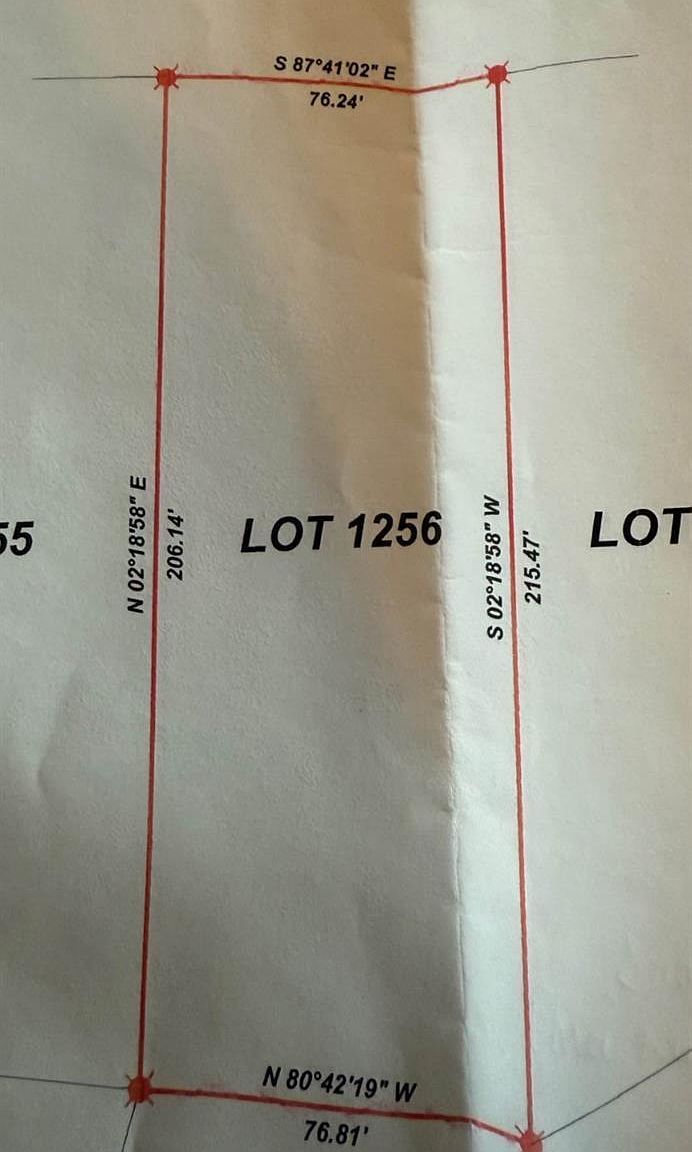 S 87°41'02" E
76.24'
N 02°18'58" E
206.14'
55
LOT 1256
S 02°18'58" W
215.47'
LOT
N 80°42'19" W
76.81'